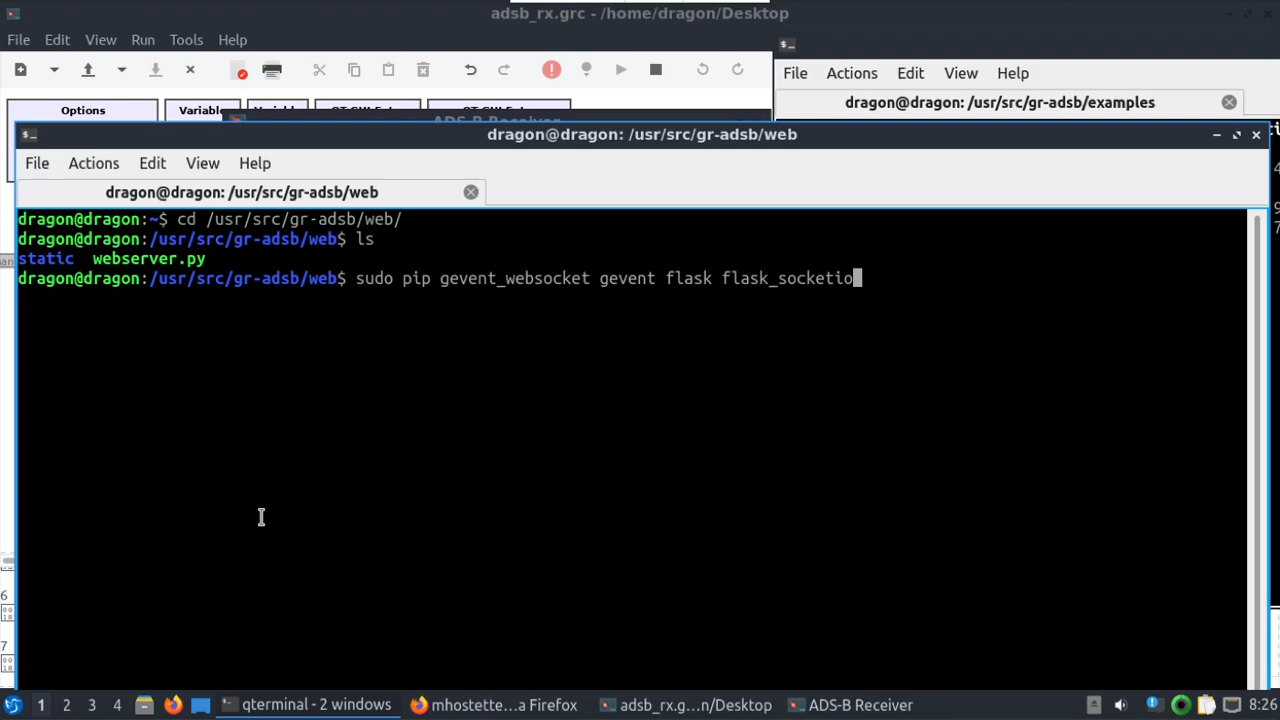 adsb_rx.grc - /home/dragon/Desktop
File Edit View Run Tools Help
File Actions Edit View Help
dragon@dragon: /usr/src/gr-adsb/examples
Options
ADS-B Receiver
dragon@dragon: /usr/src/gr-adsb/web
File Actions Edit View Help
dragon@dragon: /usr/src/gr-adsb/web
dragon@dragon:~$ cd /usr/src/gr-adsb/web/
dragon@dragon:/usr/src/gr-adsb/web$ ls
static webserver.py
dragon@dragon:/usr/src/gr-adsb/web$ sudo pip gevent_websocket gevent flask flask_socketio
6
7
1 2 3 4 qterminal - 2 windows mhostette...a Firefox adsb_rx.g...n/Desktop ADS-B Receiver 8:26